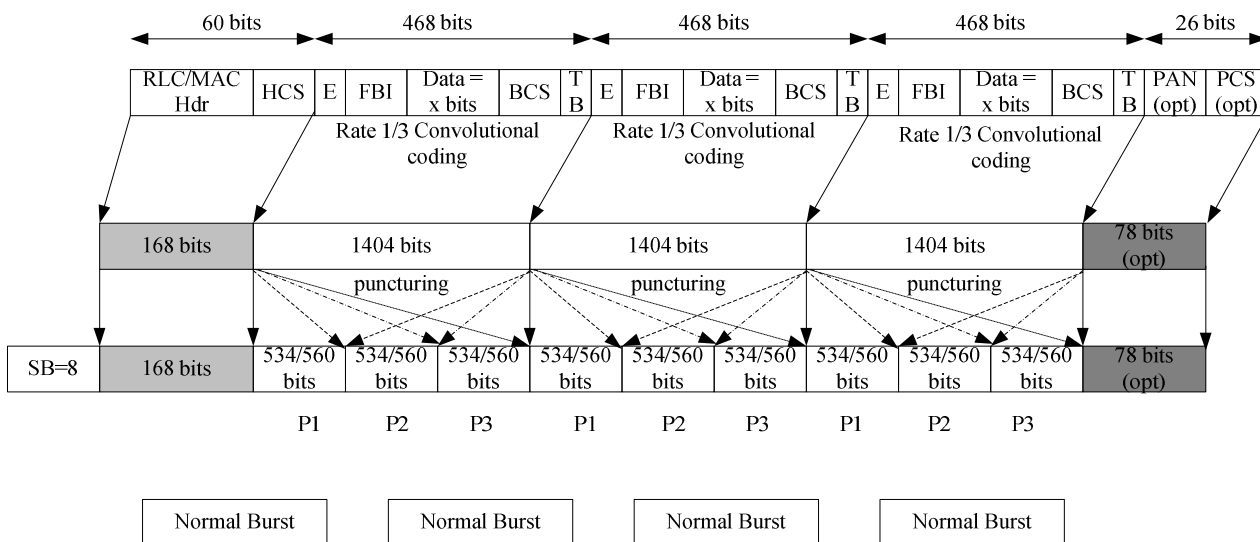 60 bits
468 bits
468 bits
468 bits
26 bits
RLC/MAC
Hdr
HCS
E
FBI
Data =
x bits
BCS
T
B
E
FBI
Data =
x bits
BCS
T
B
E
FBI
Data =
x bits
BCS
T
B
PAN
(opt)
PCS
(opt)
Rate 1/3 Convolutional
coding
Rate 1/3 Convolutional
coding
Rate 1/3 Convolutional
coding
168 bits
1404 bits
1404 bits
1404 bits
78 bits
(opt)
puncturing
puncturing
puncturing
SB=8
168 bits
534/560
bits
534/560
bits
534/560
bits
534/560
bits
534/560
bits
534/560
bits
534/560
bits
534/560
bits
534/560
bits
78 bits
(opt)
P1
P2
P3
P1
P2
P3
P1
P2
P3
Normal Burst
Normal Burst
Normal Burst
Normal Burst